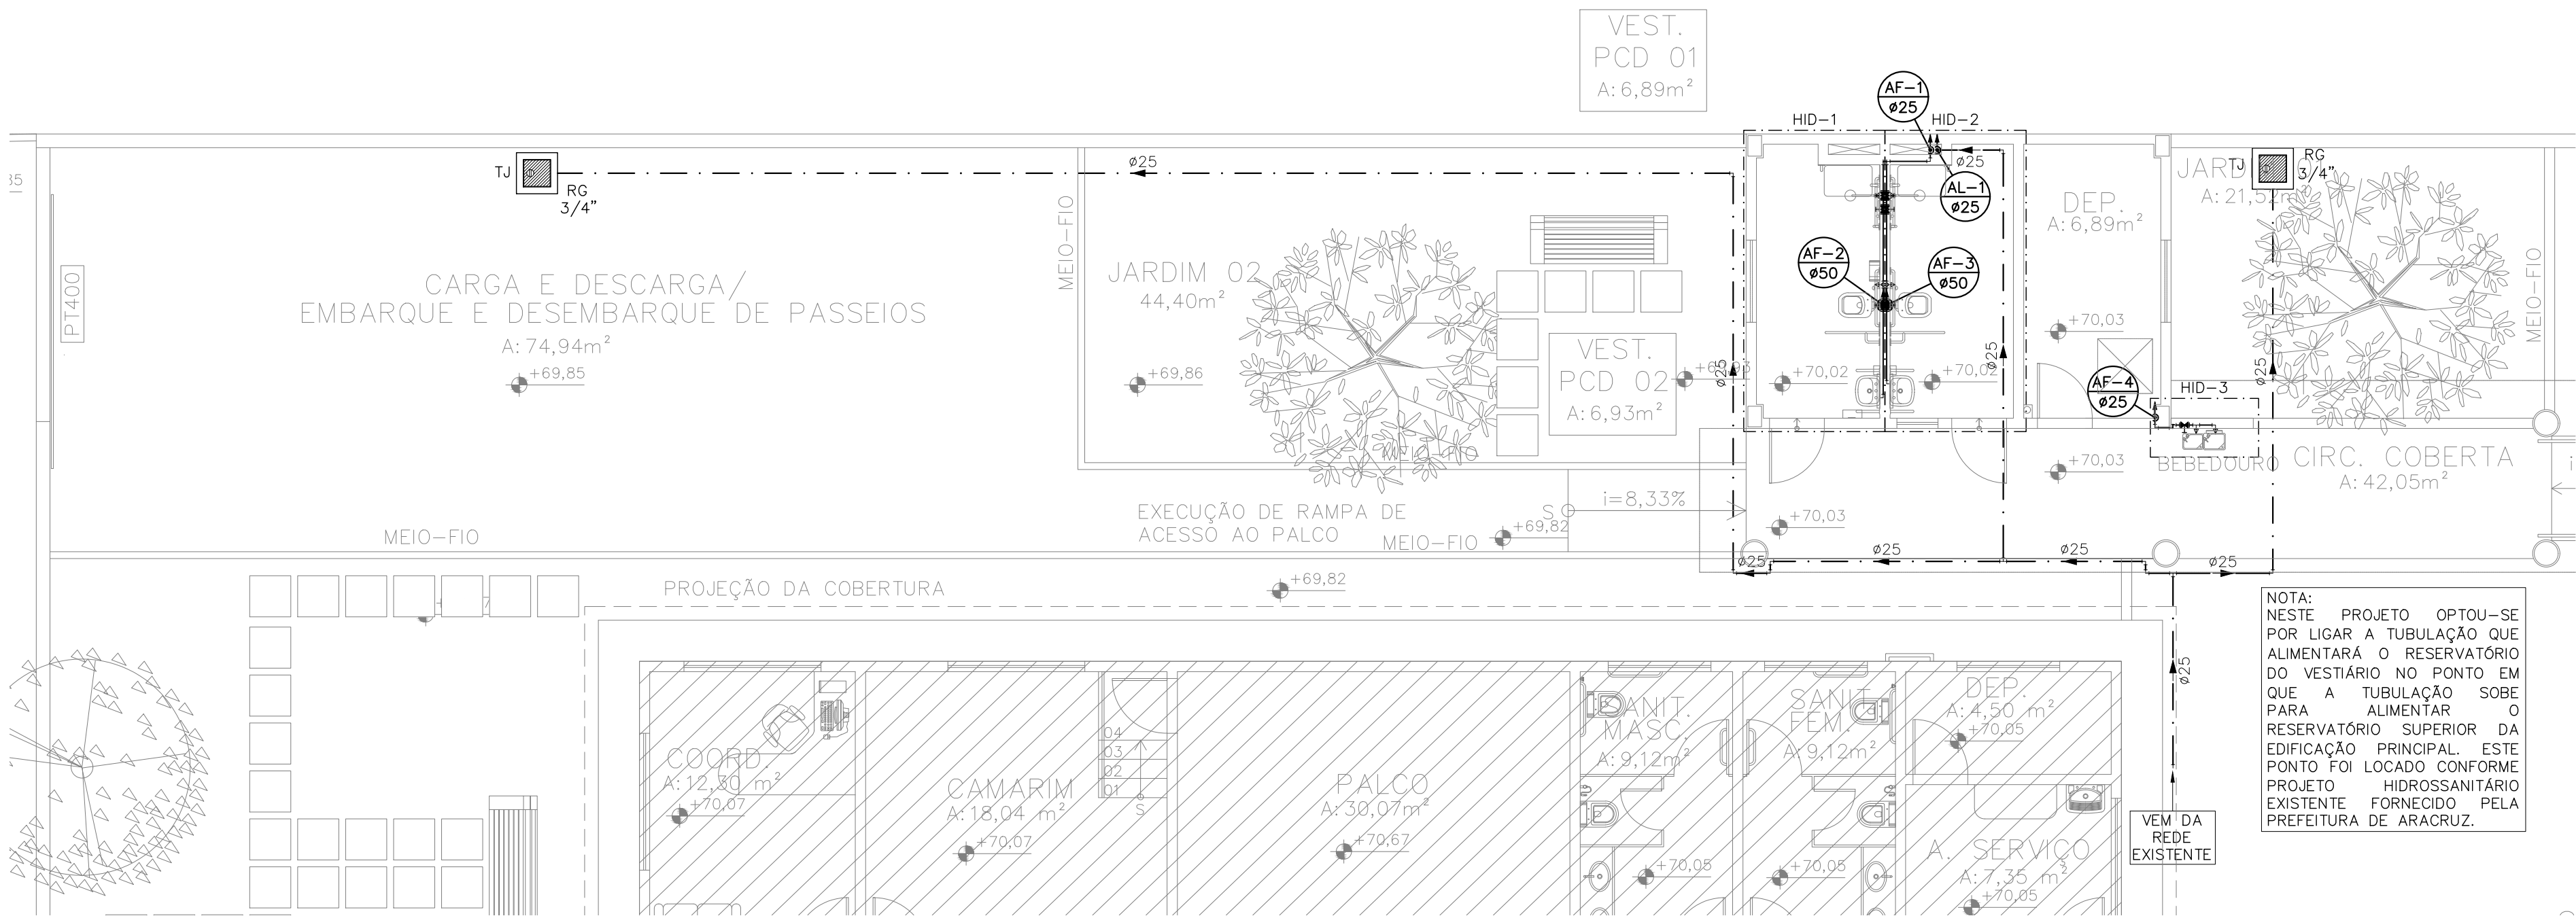 VEST.
PCD 01
A: 6,89m²
AF-1
ø25
HID-1
HID-2
TJ
RG
3/4"
ø25
ø25
AL-1
ø25
DEP.
A: 6,89m²
JARDIM 01
A: 21,52m²
TJ
RG
3/4"
MEIO-FIO
PT400
CARGA E DESCARGA/
EMBARQUE E DESEMBARQUE DE PASSEIOS
A: 74,94m²
+69,85
JARDIM 02
44,40m²
+69,86
AF-2
ø50
AF-3
ø50
+70,03
MEIO-FIO
VEST.
PCD 02
A: 6,93m²
ø25
+70,02
+70,02
ø25
AF-4
ø25
HID-3
ø25
MEIO-FIO
BEBEDOURO
CIRC. COBERTA
A: 42,05m²
i
+70,03
EXECUÇÃO DE RAMPA DE
ACESSO AO PALCO
S
i=8,33%
+70,03
MEIO-FIO
MEIO-FIO
+69,82
ø25
ø25
ø25
ø25
PROJEÇÃO DA COBERTURA
+69,82
NOTA:
NESTE PROJETO OPTOU-SE
POR LIGAR A TUBULAÇÃO QUE
ALIMENTARÁ O RESERVATÓRIO
DO VESTIÁRIO NO PONTO EM
QUE A TUBULAÇÃO SOBE
PARA ALIMENTAR O
RESERVATÓRIO SUPERIOR DA
EDIFICAÇÃO PRINCIPAL. ESTE
PONTO FOI LOCADO CONFORME
PROJETO HIDROSSANITÁRIO
EXISTENTE FORNECIDO PELA
PREFEITURA DE ARACRUZ.
ø25
COORD.
A: 12,30 m²
+70,07
04
03
02
01
S
CAMARIM
A: 18,04 m²
+70,07
PALCO
A: 30,07m²
+70,67
SANIT.
MASC.
A: 9,12m²
+70,05
SANIT.
FEM.
A: 9,12m²
+70,05
DEP.
A: 4,50 m²
+70,05
A. SERVIÇO
A: 7,35 m²
+70,05
VEM DA
REDE
EXISTENTE